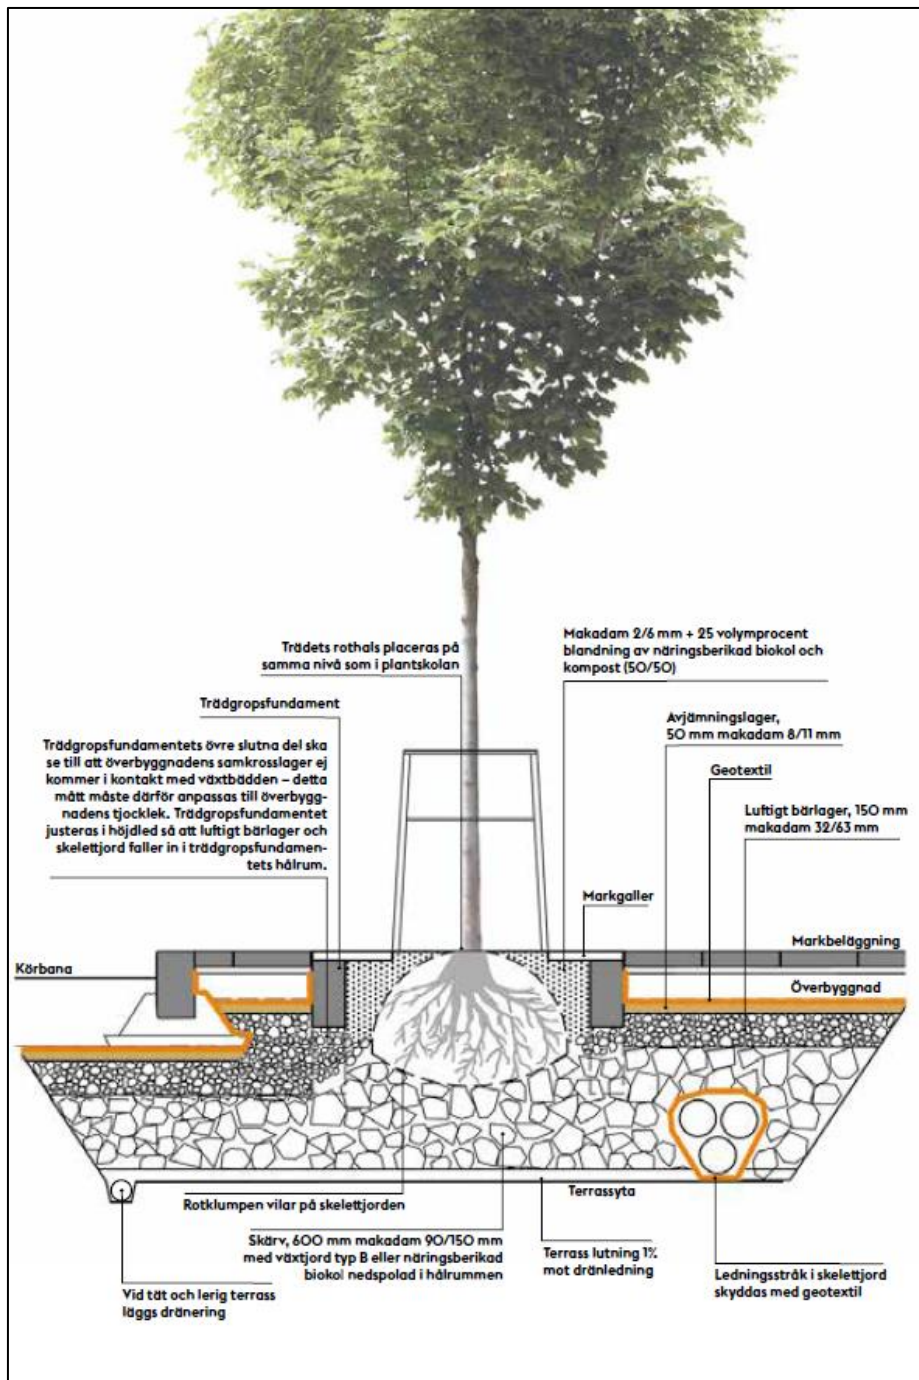 Trädets rothals placeras på
samma nivå som i plantskolan
Makadam 2/6 mm + 25 volymprocent
blandning av näringsberikad biokol och
kompost (50/50)
Trädgropsfundament
Avjämningslager,
50 mm makadam 8/11 mm
Trädgropsfundamentets övre slutna del ska
se till att överbyggnadens samkrosslager ej
kommer i kontakt med växtbädden – detta
mått måste därför anpassas till överbygg-
nadens tjocklek. Trädgropsfundamentet
justeras i höjdled så att luftigt bärlager och
skelettjord faller in i trädgropsfundamen-
tets hålrum.
Geotextil
Luftigt bärlager, 150 mm
makadam 32/63 mm
Markgaller
Markbeläggning
Körbana
Överbyggnad
Terrassyta
Rotklumpen vilar på skelettjorden
Skärv, 600 mm makadam 90/150 mm
med växtjord typ B eller näringsberikad
biokol nedspolad i hålrummen
Terrass lutning 1%
mot dränledning
Ledningsstråk i skelettjord
skyddas med geotextil
Vid tät och lerig terrass
läggs dränering